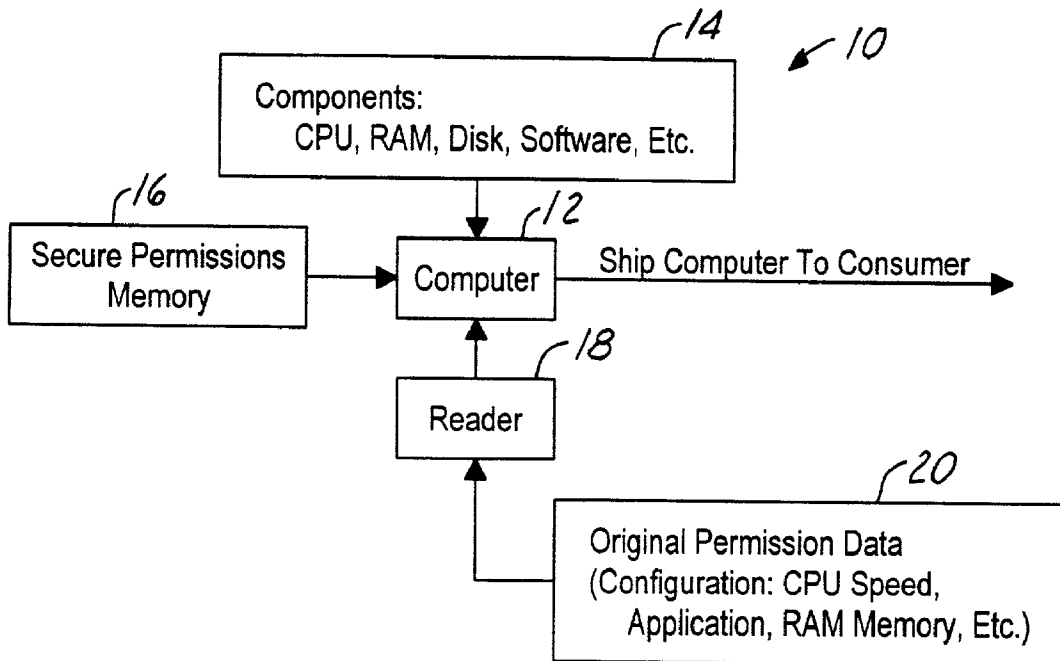 14
10
Components:
CPU, RAM, Disk, Software, Etc.
16
12
Secure Permissions
Memory
Computer
Ship Computer To Consumer
18
Reader
20
Original Permission Data
(Configuration: CPU Speed,
Application, RAM Memory, Etc.)